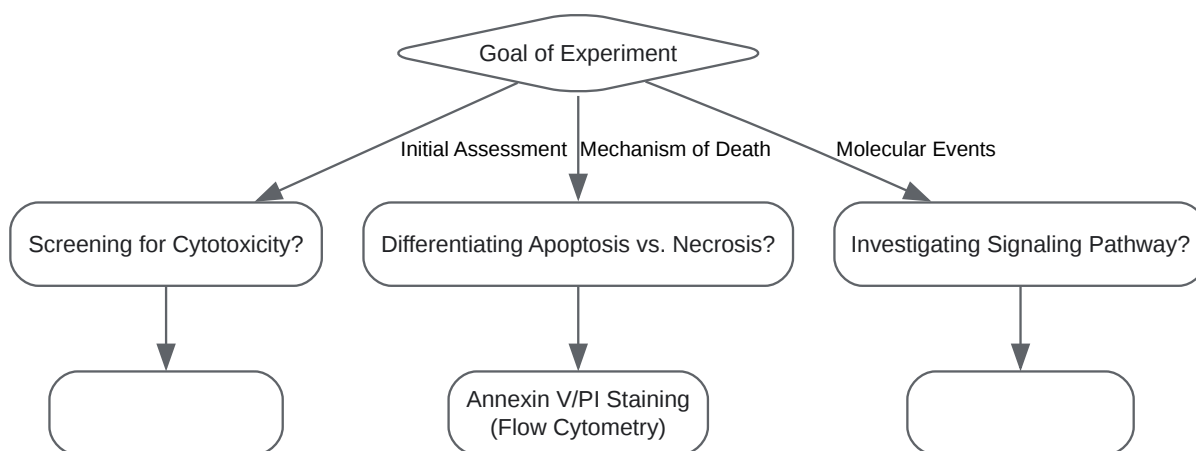 Goal of Experiment
Initial Assessment
Mechanism of Death
Molecular Events
Screening for Cytotoxicity?
Differentiating Apoptosis vs. Necrosis?
Investigating Signaling Pathway?
Annexin V/PI Staining
(Flow Cytometry)